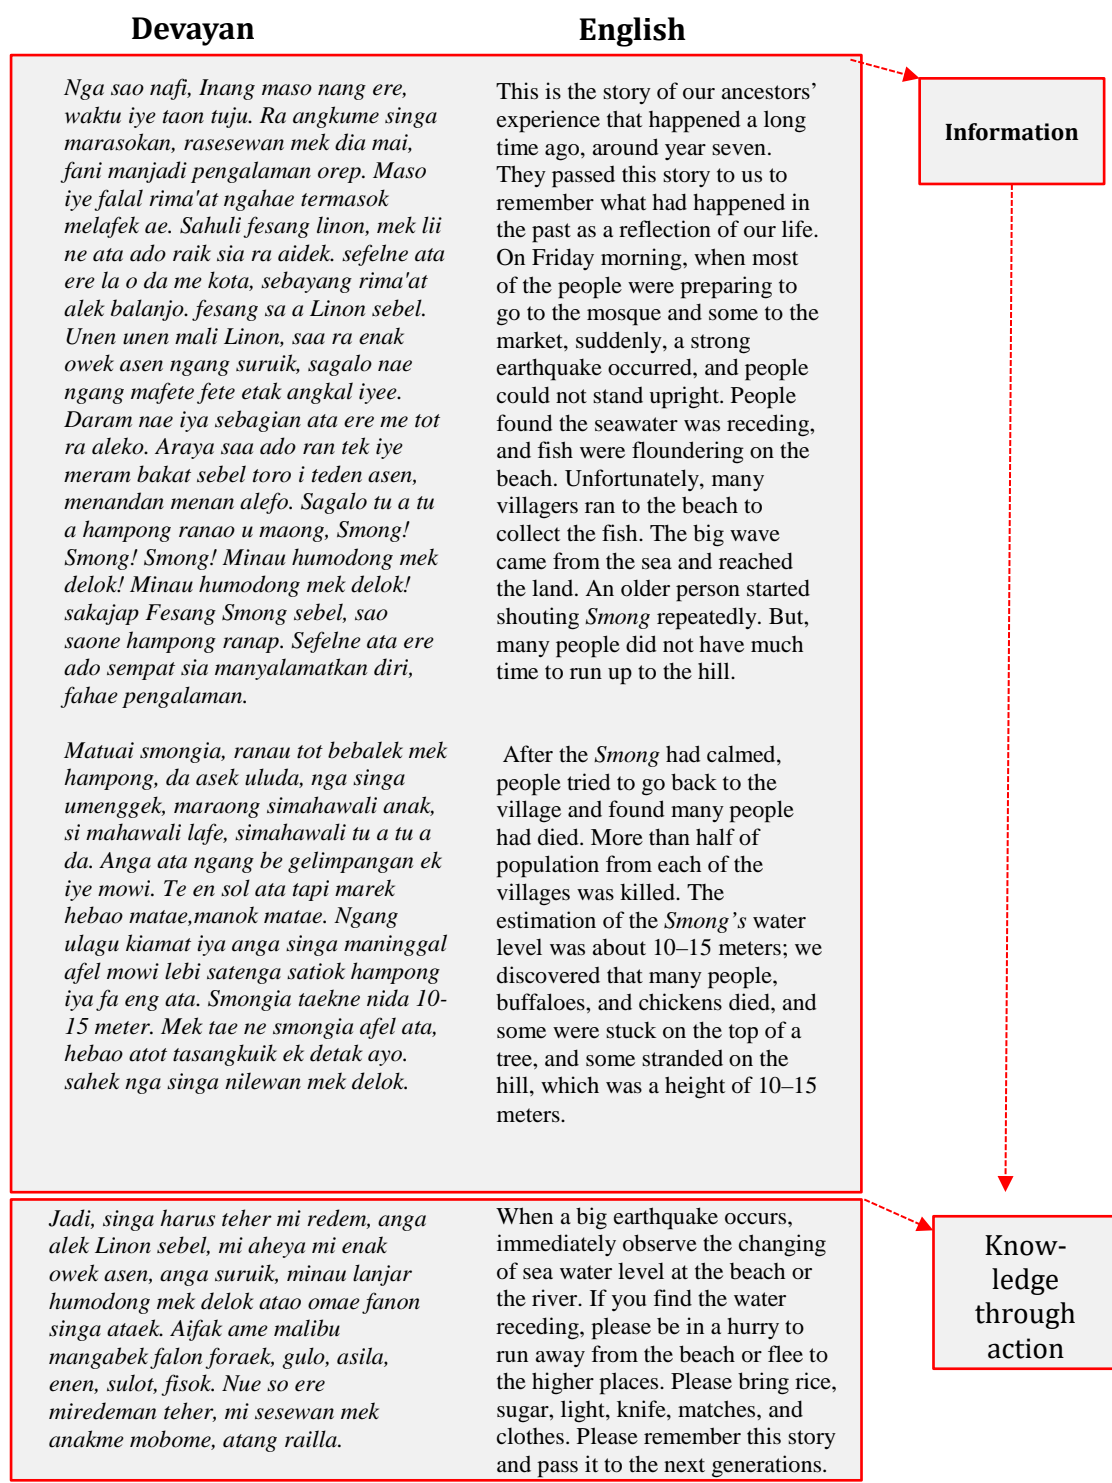 Devayan
English
Nga sao nafi, Inang maso nang ere,
waktu iye taon tuju. Ra angkume singa
marasokan, rasesewan mek dia mai,
fani manjadi pengalaman orep. Maso
iye falal rima'at ngahae termasok
melafek ae. Sahuli fesang linon, mek lii
ne ata ado raik sia ra aidek. sefelne ata
ere la o da me kota, sebayang rima'at
alek balanjo. fesang sa a Linon sebel.
Unen unen mali Linon, saa ra enak
owek asen ngang suruik, sagalo nae
ngang mafete fete etak angkal iyee.
Daram nae iya sebagian ata ere me tot
ra aleko. Araya saa ado ran tek iye
meram bakat sebel toro i teden asen,
menandan menan alefo. Sagalo tu a tu
a hampong ranao u maong, Smong!
Smong! Smong! Minau humodong mek
delok! Minau humodong mek delok!
sakajap Fesang Smong sebel, sao
saone hampong ranap. Sefelne ata ere
ado sempat sia manyalamatkan diri,
fahae pengalaman.
This is the story of our ancestors’
experience that happened a long
time ago, around year seven.
They passed this story to us to
remember what had happened in
the past as a reflection of our life.
On Friday morning, when most
of the people were preparing to
go to the mosque and some to the
market, suddenly, a strong
earthquake occurred, and people
could not stand upright. People
found the seawater was receding,
and fish were floundering on the
beach. Unfortunately, many
villagers ran to the beach to
collect the fish. The big wave
came from the sea and reached
the land. An older person started
shouting Smong repeatedly. But,
many people did not have much
time to run up to the hill.
Information
Matuai smongia, ranau tot bebalek mek
hampong, da asek uluda, nga singa
umenggek, maraong simahawali anak,
si mahawali lafe, simahawali tu a tu a
da. Anga ata ngang be gelimpangan ek
iye mowi. Te en sol ata tapi marek
hebao matae,manok matae. Ngang
ulagu kiamat iya anga singa maninggal
afel mowi lebi satenga satiok hampong
iya fa eng ata. Smongia taekne nida 10-
15 meter. Mek tae ne smongia afel ata,
hebao atot tasangkuik ek detak ayo.
sahek nga singa nilewan mek delok.
After the Smong had calmed,
people tried to go back to the
village and found many people
had died. More than half of
population from each of the
villages was killed. The
estimation of the Smong’s water
level was about 10–15 meters; we
discovered that many people,
buffaloes, and chickens died, and
some were stuck on the top of a
tree, and some stranded on the
hill, which was a height of 10–15
meters.
Jadi, singa harus teher mi redem, anga
alek Linon sebel, mi aheya mi enak
owek asen, anga suruik, minau lanjar
humodong mek delok atao omae fanon
singa ataek. Aifak ame malibu
mangabek falon foraek, gulo, asila,
enen, sulot, fisok. Nue so ere
miredeman teher, mi sesewan mek
anakme mobome, atang railla.
When a big earthquake occurs,
immediately observe the changing
of sea water level at the beach or
the river. If you find the water
receding, please be in a hurry to
run away from the beach or flee to
the higher places. Please bring rice,
sugar, light, knife, matches, and
clothes. Please remember this story
and pass it to the next generations.
Know-
ledge
through
action